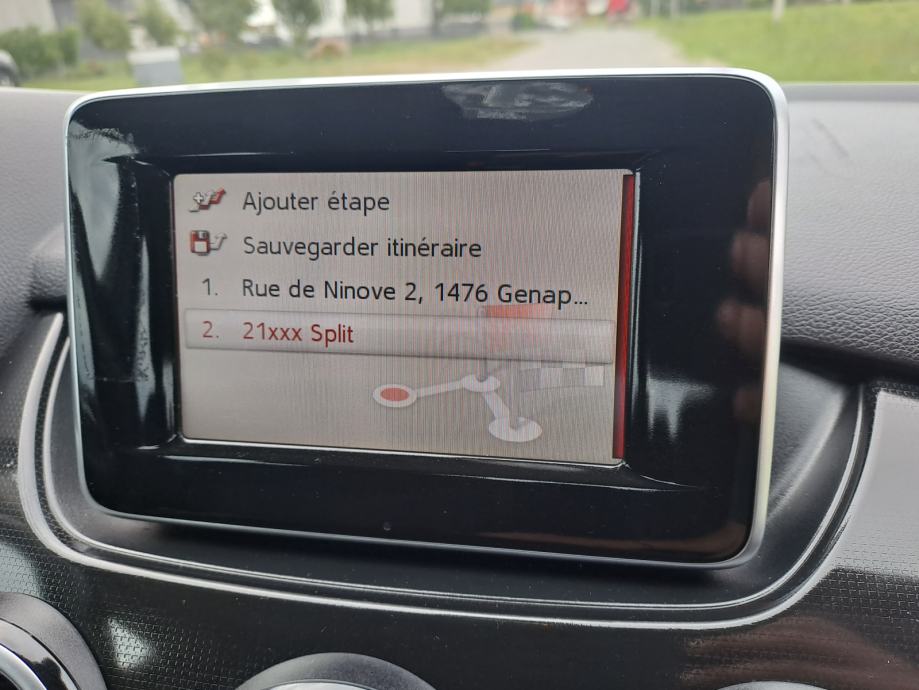 Ajouter étape
Sauvegarder itinéraire
1. Rue de Ninove 2, 1476 Genap...
2. 21xxx Split